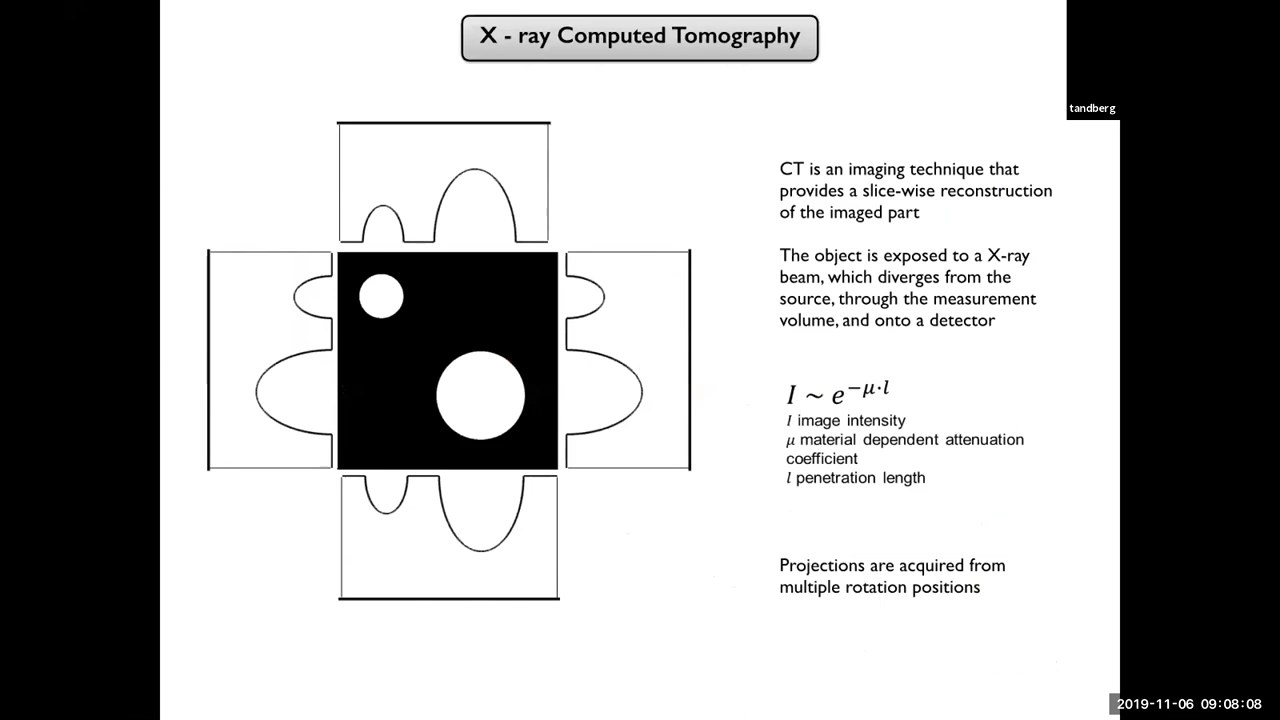 X - ray Computed Tomography
tandberg
CT is an imaging technique that
provides a slice-wise reconstruction
of the imaged part
The object is exposed to a X-ray
beam, which diverges from the
source, through the measurement
volume, and onto a detector
I ~ e^{-μ·l}
I image intensity
μ material dependent attenuation
coefficient
l penetration length
Projections are acquired from
multiple rotation positions
2019-11-06 09:08:08